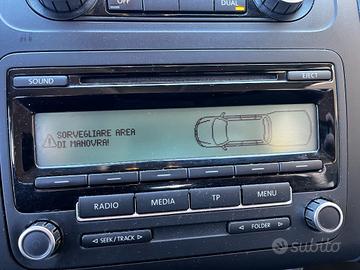 OFF
DUAL
SOUND
EJECT
SORVEGLIARE AREA
DI MANOVRA!
RADIO
MEDIA
TP
MENU
SEEK/TRACK
FOLDER
subito